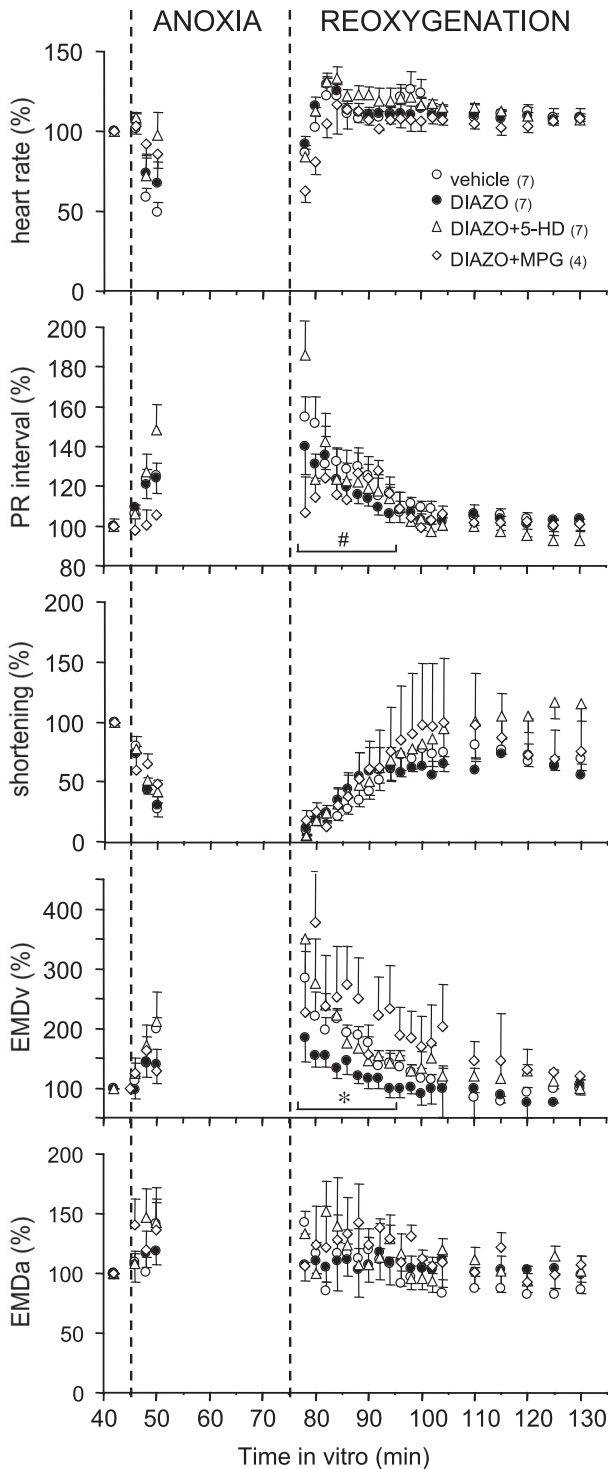 ANOXIA REOXYGENATION
heart rate (%)
150
100
50
0
vehicle (7)
DIAZO (7)
DIAZO+5-HD (7)
DIAZO+MPG (4)
PR interval (%)
200
180
160
140
120
100
80
#
shortening (%)
200
150
100
50
0
EMDv (%)
400
300
200
100
*
EMDa (%)
200
150
100
50
0
40 50 60 70 80 90 100 110 120 130
Time in vitro (min)